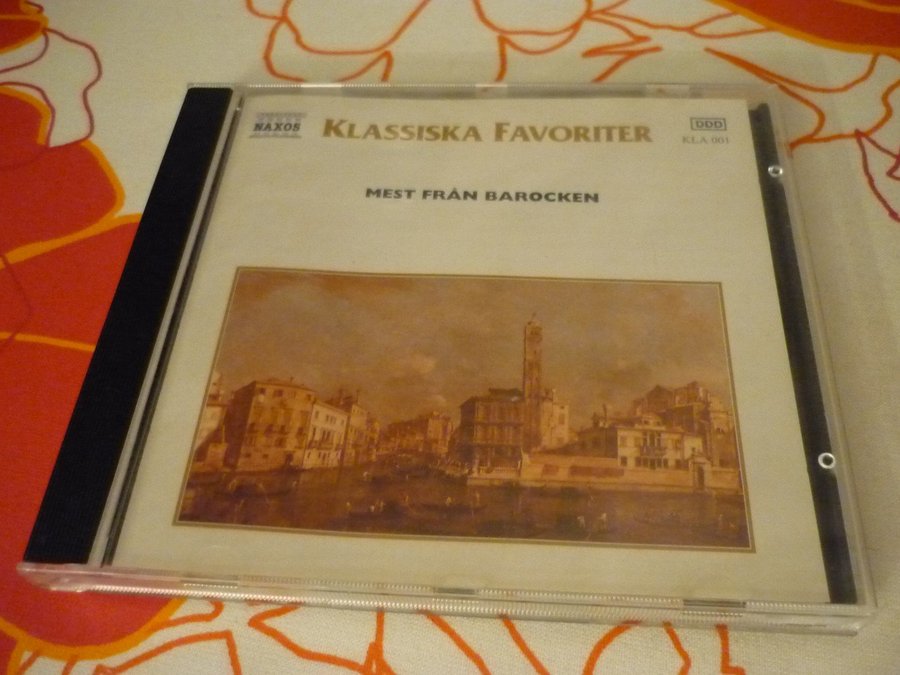 NAXOS
KLASSISKA FAVORITER
DDD
KLA 001
MEST FRÅN BAROCKEN